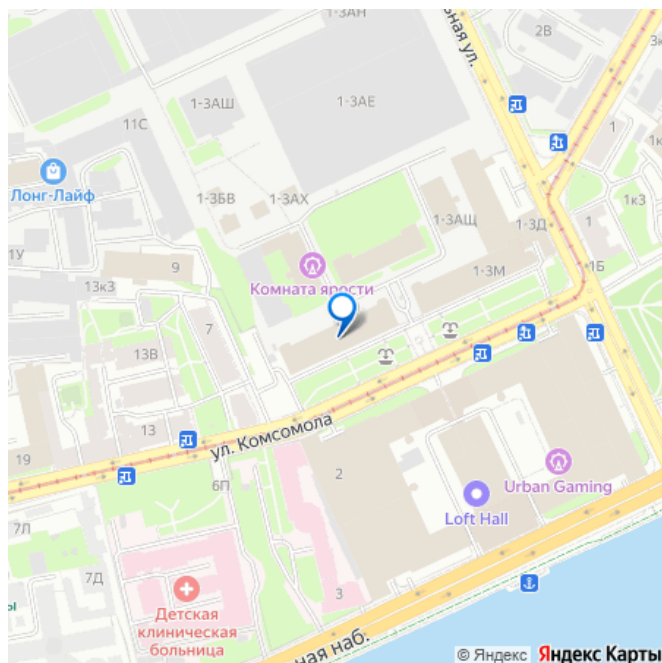 1-3АН
2В
ьная ул.
3к
1-3АШ
1-3АЕ
11С
1
Лонг-Лайф
1-3БВ
1-3АХ
1к3
1-3АЩ
1
1-3Д
1У
9
1Б
13к3
Комната ярости
1-3М
7
13В
13
ул. Комсомола
19
2
6П
Urban Gaming
7Л
Loft Hall
7Д
3
ы
Детская
клиническая
больница
ная наб.
© Яндекс Яндекс Карты